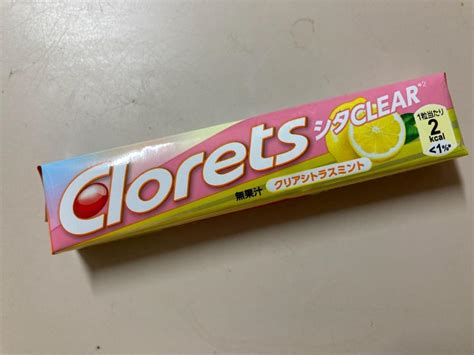 Clorets
シタCLEAR※2
クリアシトラスミント
無果汁
1粒当たり
2
kcal
<1%※